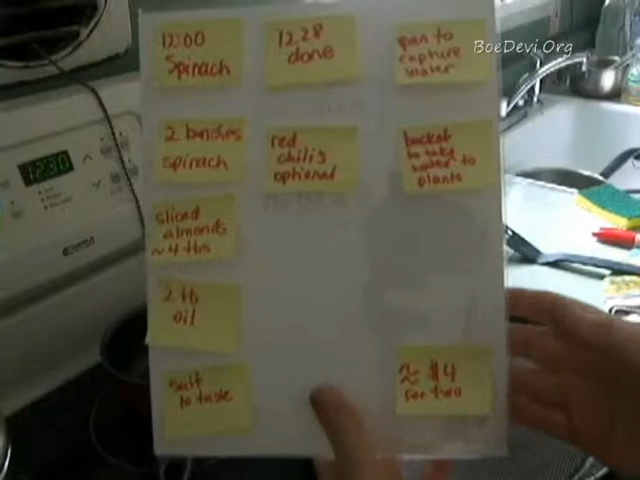 BoeDevi.Org
12:00
Spinach
12.28
done
pan to
capture
water
2 bunches
spinach
red
chilis
optional
bucket
to take
water to
plants
sliced
almonds
~4 tbs
2 tb
oil
salt
to taste
≈ $4
for two
12:30